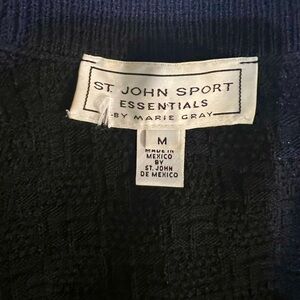 ST. JOHN SPORT
ESSENTIALS
BY MARIE GRAY
M
MADE IN
MEXICO
BY
ST. JOHN
DE MEXICO